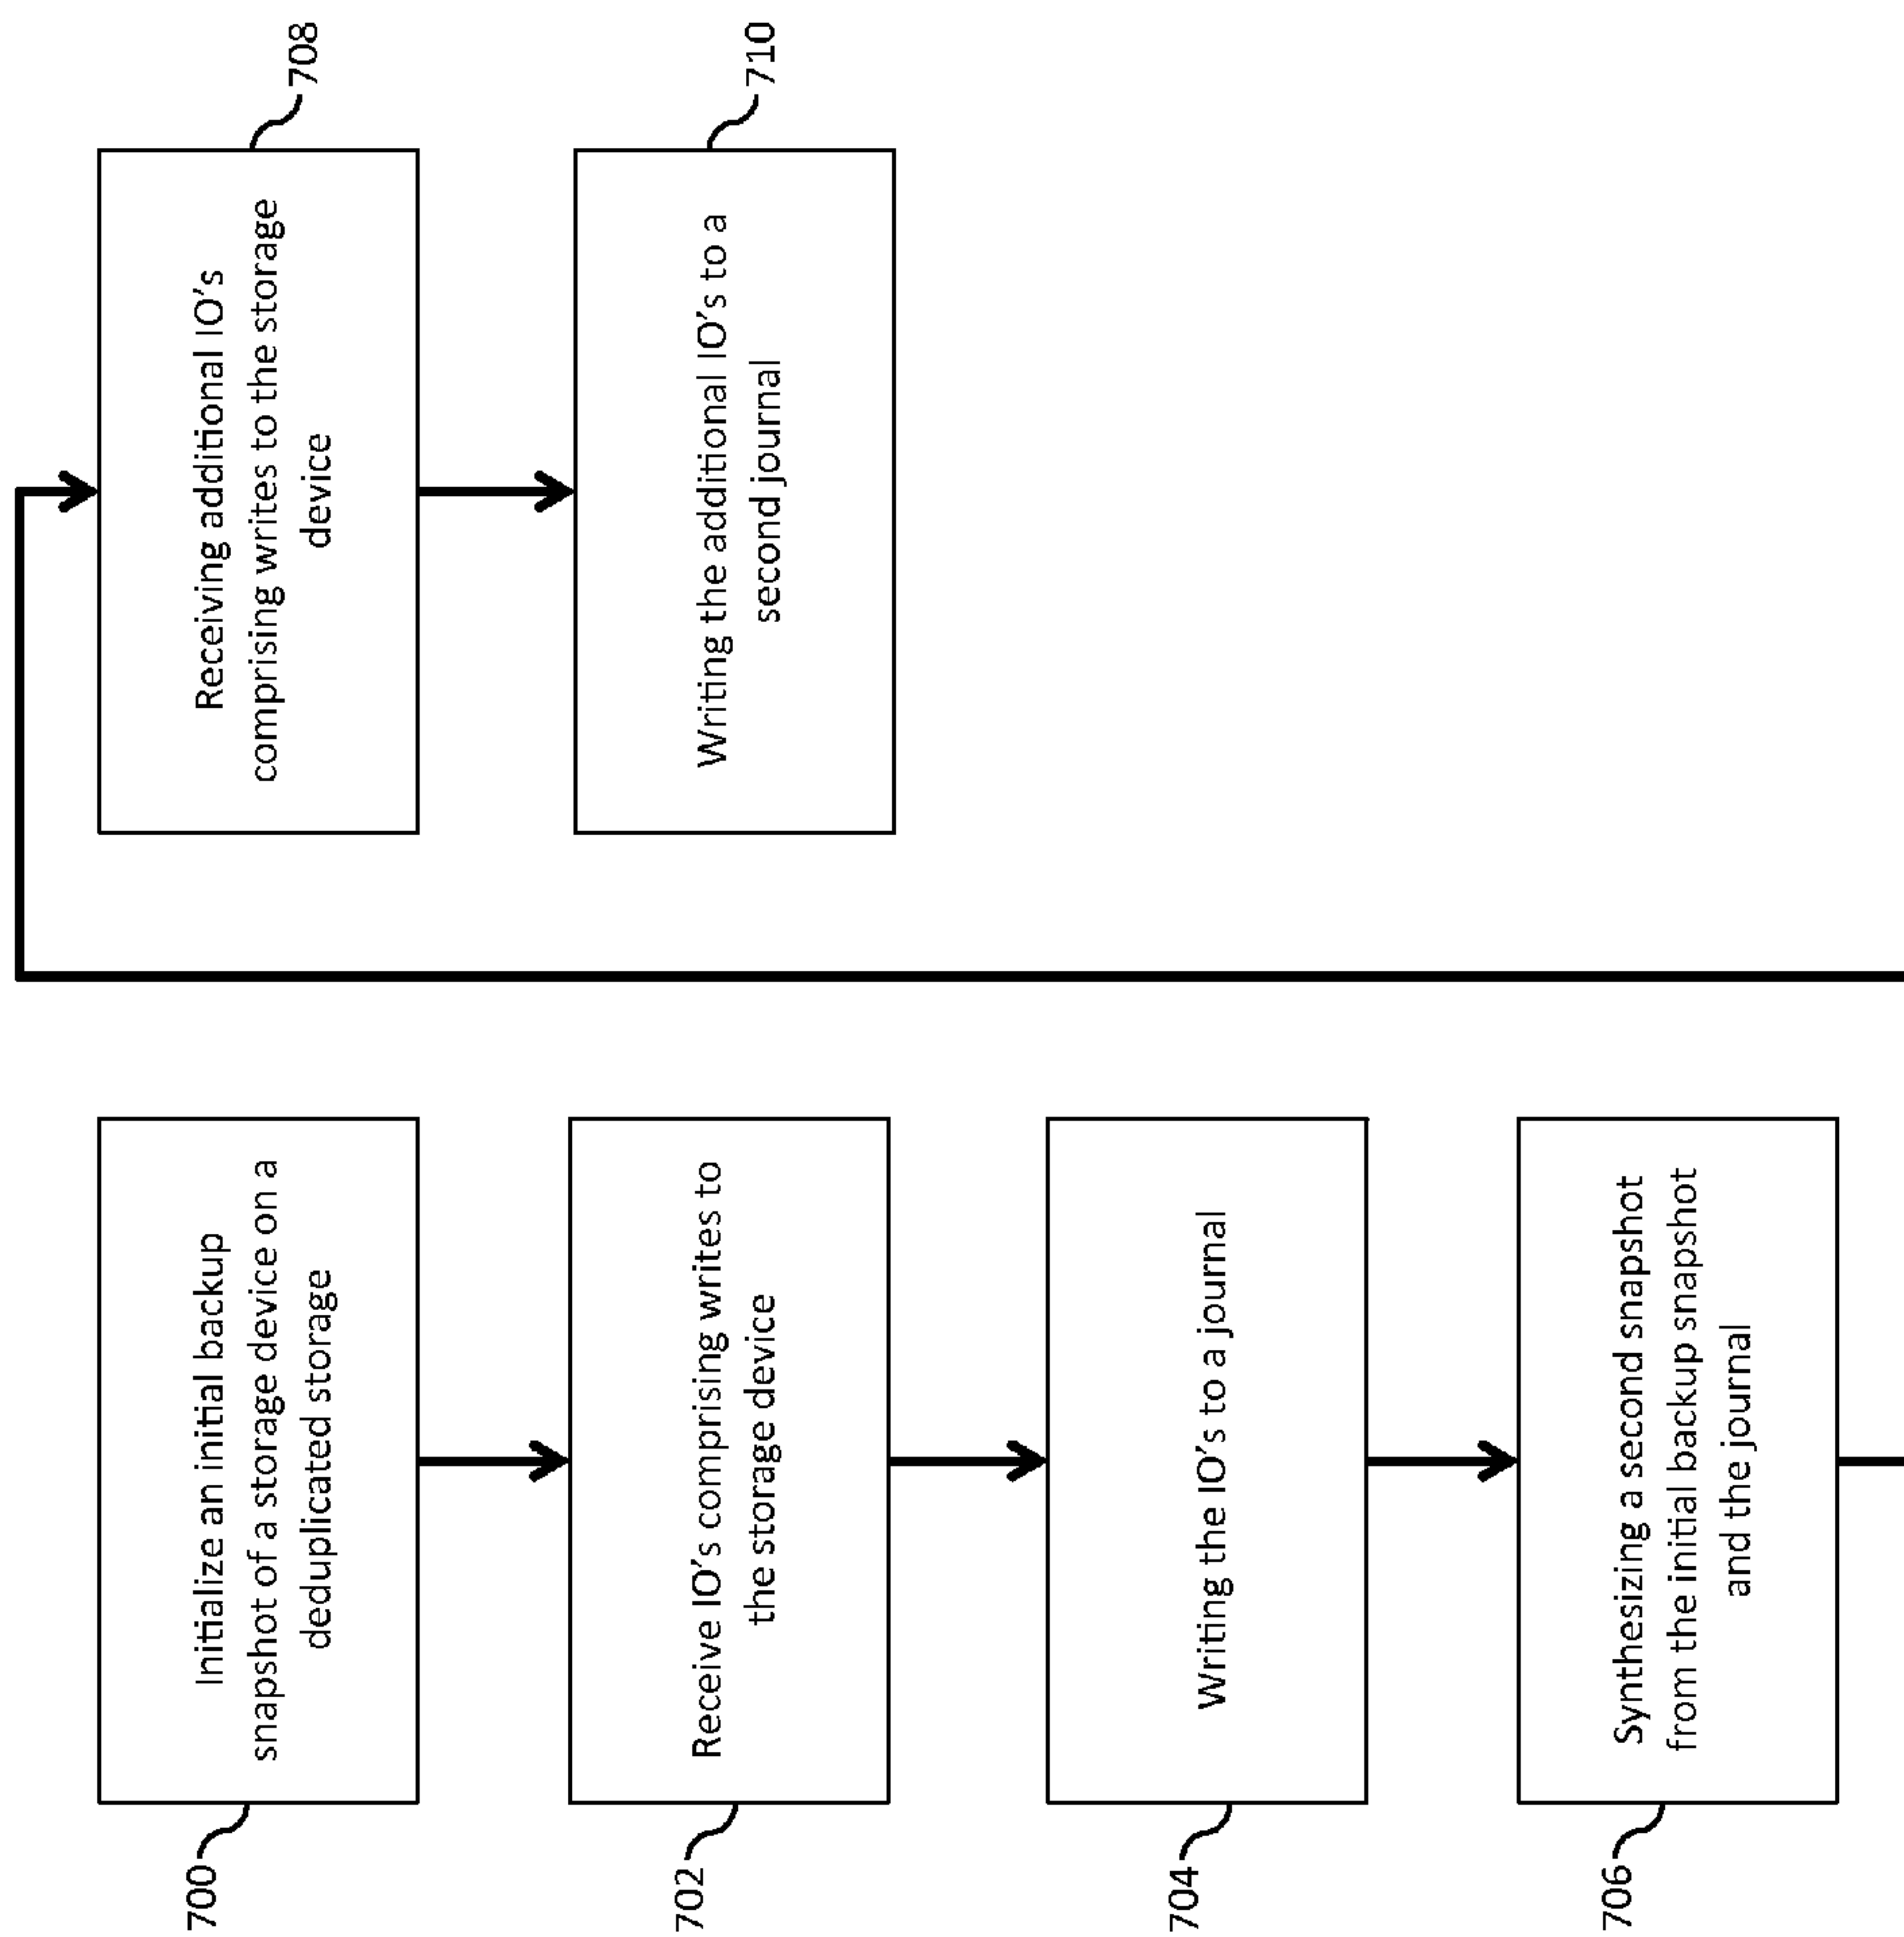 700
Initialize an initial backup
snapshot of a storage device on a
deduplicated storage
702
Receive IO's comprising writes to
the storage device
704
Writing the IO's to a journal
706
Synthesizing a second snapshot
from the initial backup snapshot
and the journal
708
Receiving additional IO's
comprising writes to the storage
device
710
Writing the additional IO's to a
second journal